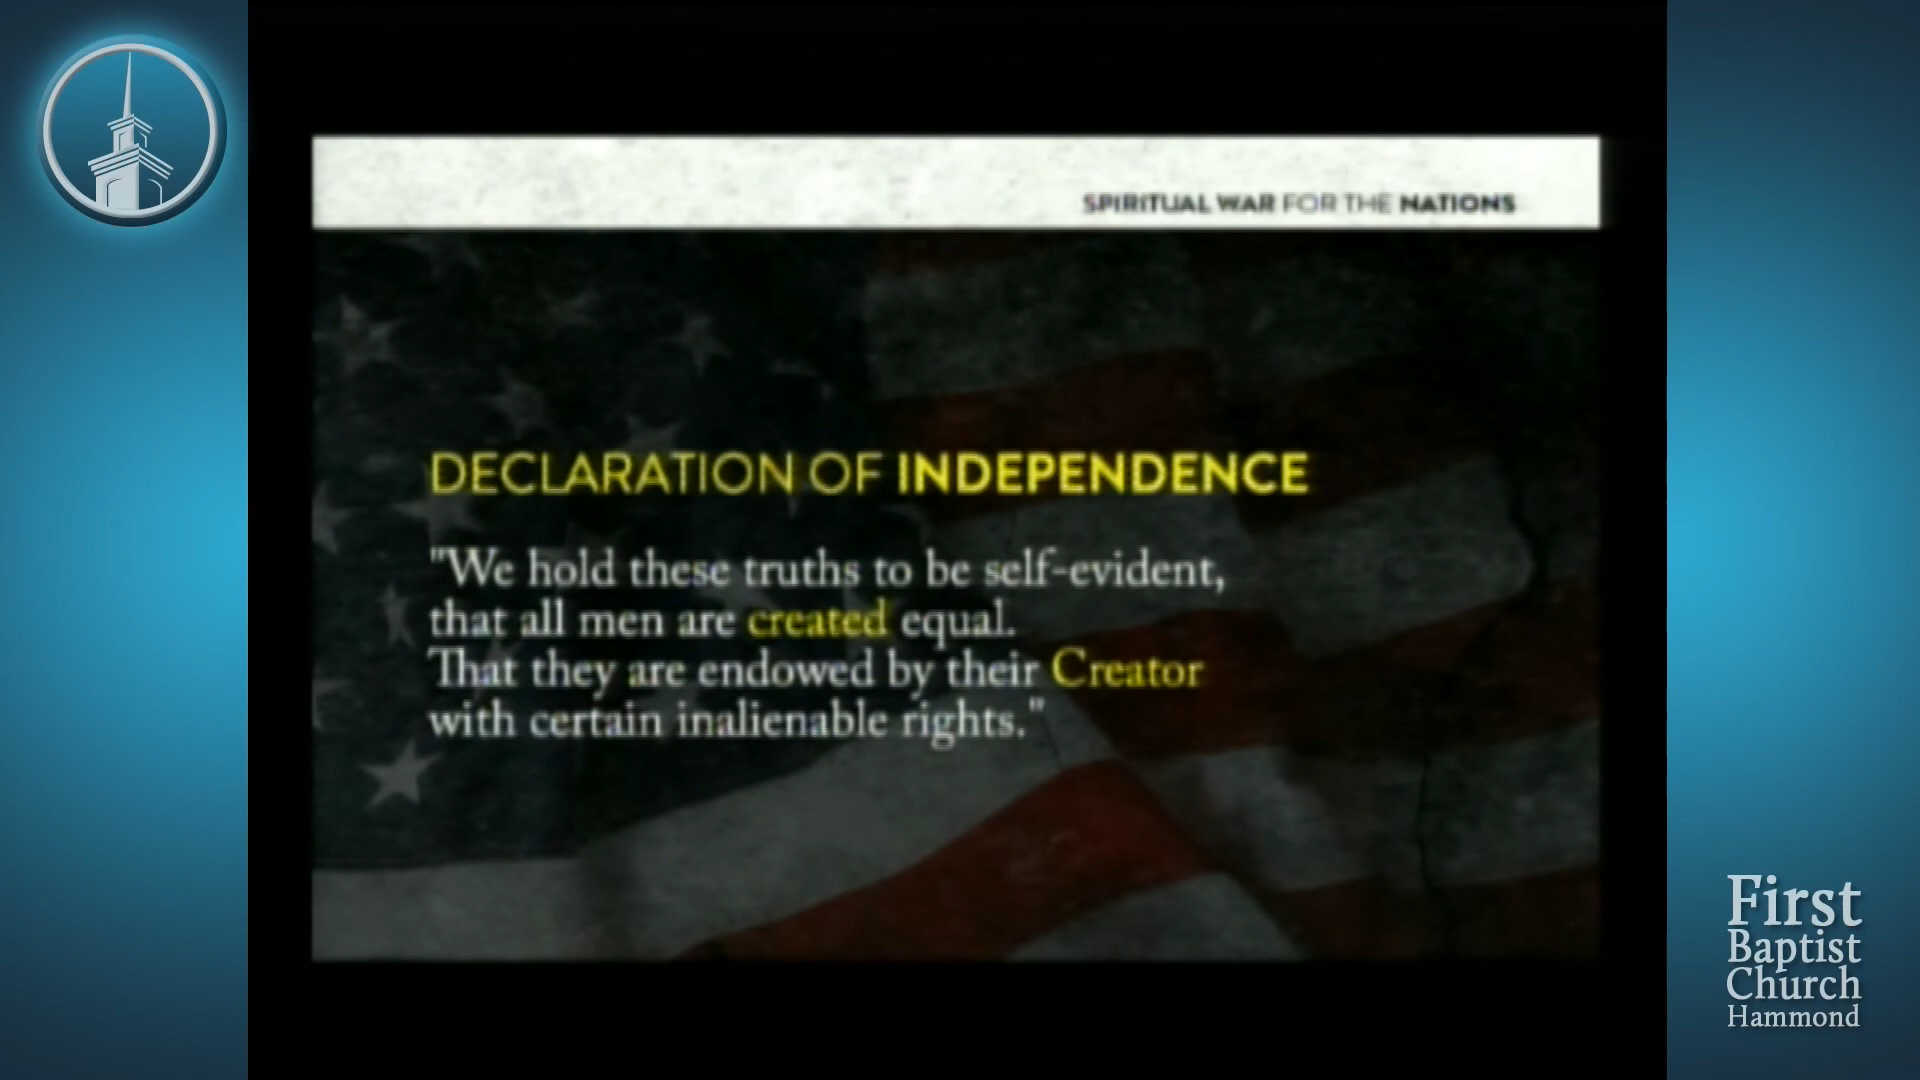 SPIRITUAL WAR FOR THE NATIONS
DECLARATION OF INDEPENDENCE
"We hold these truths to be self-evident,
that all men are created equal.
That they are endowed by their Creator
with certain inalienable rights."
First
Baptist
Church
Hammond